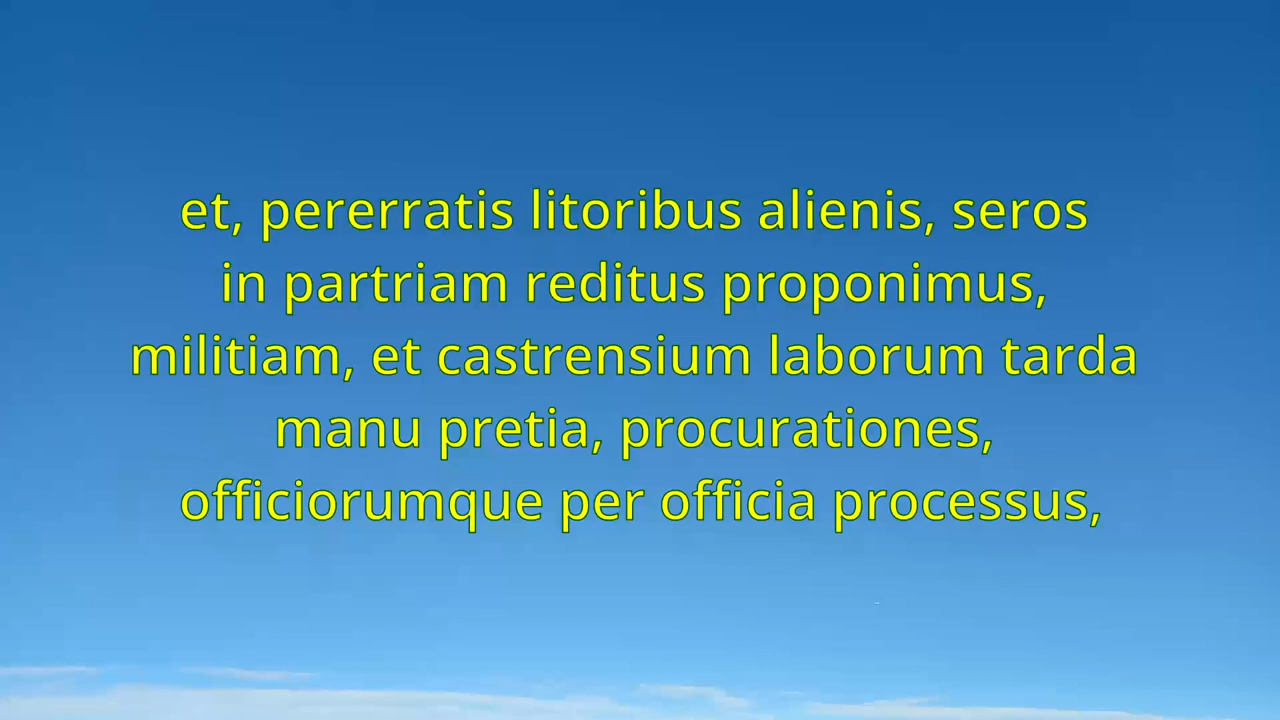 et, pererratis litoribus alienis, seros
in partriam reditus proponimus,
militiam, et castrensium laborum tarda
manu pretia, procurationes,
officiorumque per officia processus,